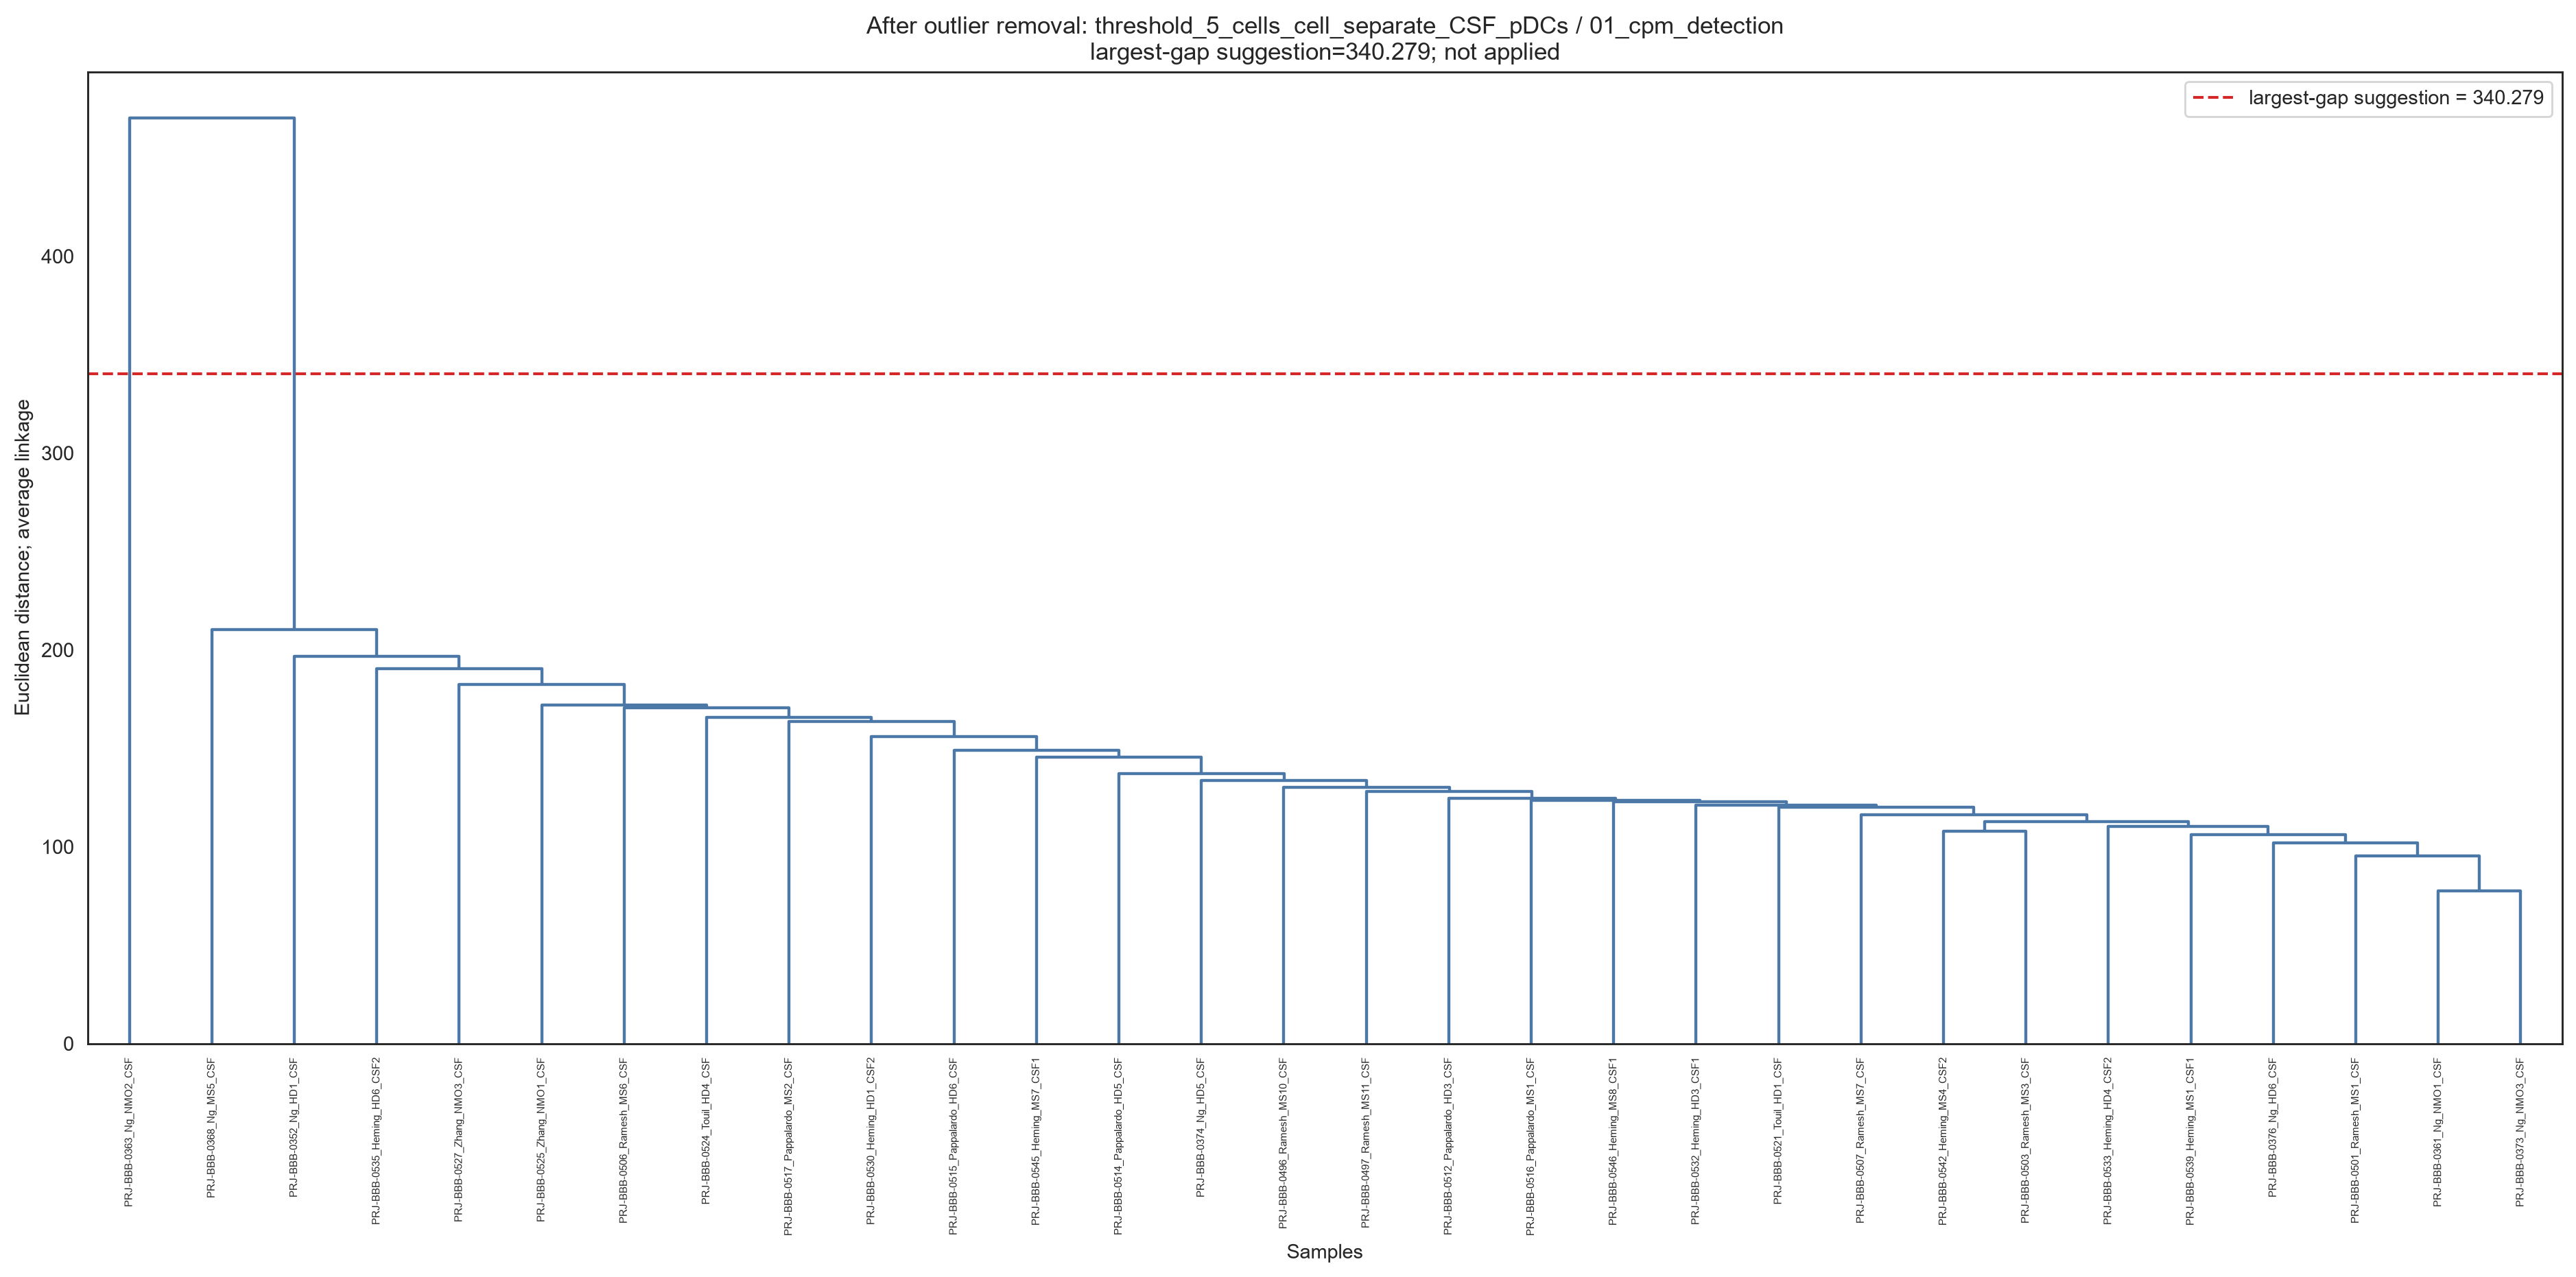 After outlier removal: threshold_5_cells_cell_separate_CSF_pDCs / 01_cpm_detection
largest-gap suggestion=340.279; not applied
largest-gap suggestion = 340.279
Euclidean distance; average linkage
400
300
200
100
0
PRJ-BBB-0363_Ng_NMO2_CSF
PRJ-BBB-0368_Ng_MS5_CSF
PRJ-BBB-0352_Ng_HD1_CSF
PRJ-BBB-0535_Heming_HD6_CSF2
PRJ-BBB-0527_Zhang_NMO3_CSF
PRJ-BBB-0525_Zhang_NMO1_CSF
PRJ-BBB-0506_Ramesh_MS6_CSF
PRJ-BBB-0524_Touil_HD4_CSF
PRJ-BBB-0517_Pappalardo_MS2_CSF
PRJ-BBB-0530_Heming_HD1_CSF2
PRJ-BBB-0515_Pappalardo_HD6_CSF
PRJ-BBB-0545_Heming_MS7_CSF1
PRJ-BBB-0514_Pappalardo_HD5_CSF
PRJ-BBB-0374_Ng_HD5_CSF
PRJ-BBB-0496_Ramesh_MS10_CSF
PRJ-BBB-0497_Ramesh_MS11_CSF
PRJ-BBB-0512_Pappalardo_HD3_CSF
PRJ-BBB-0516_Pappalardo_MS1_CSF
PRJ-BBB-0546_Heming_MS8_CSF1
PRJ-BBB-0532_Heming_HD3_CSF1
PRJ-BBB-0521_Touil_HD1_CSF
PRJ-BBB-0507_Ramesh_MS7_CSF
PRJ-BBB-0542_Heming_MS4_CSF2
PRJ-BBB-0503_Ramesh_MS3_CSF
PRJ-BBB-0533_Heming_HD4_CSF2
PRJ-BBB-0539_Heming_MS1_CSF1
PRJ-BBB-0376_Ng_HD6_CSF
PRJ-BBB-0501_Ramesh_MS1_CSF
PRJ-BBB-0361_Ng_NMO1_CSF
PRJ-BBB-0373_Ng_NMO3_CSF
Samples